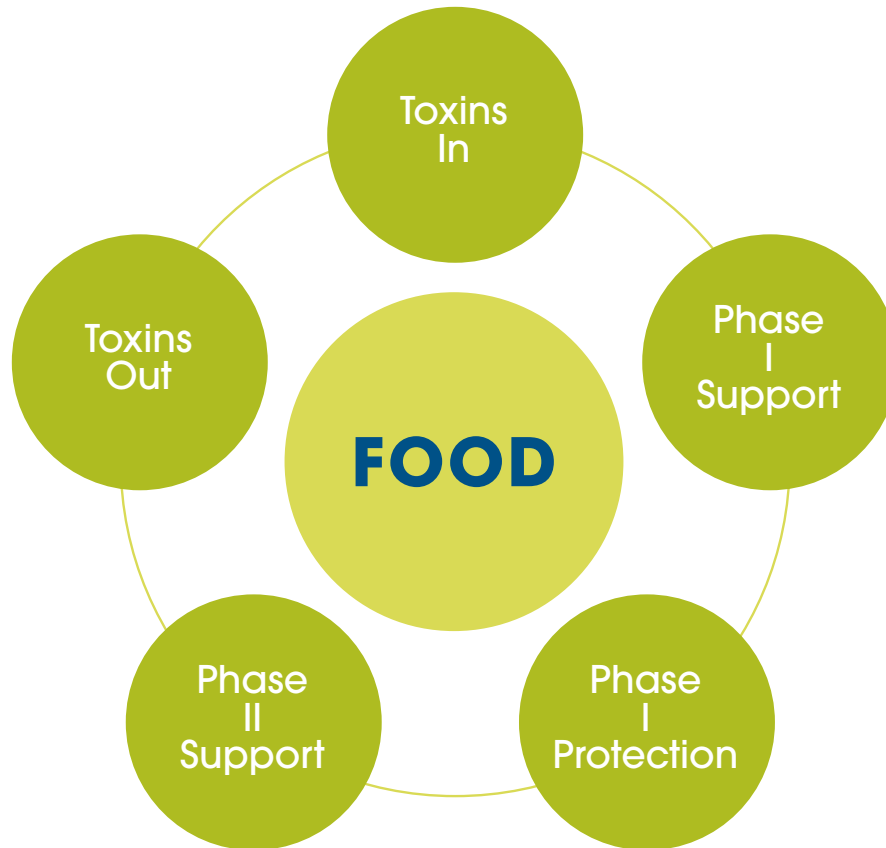 Toxins
In
Phase
I
Support
Phase
I
Protection
Phase
II
Support
Toxins
Out
FOOD